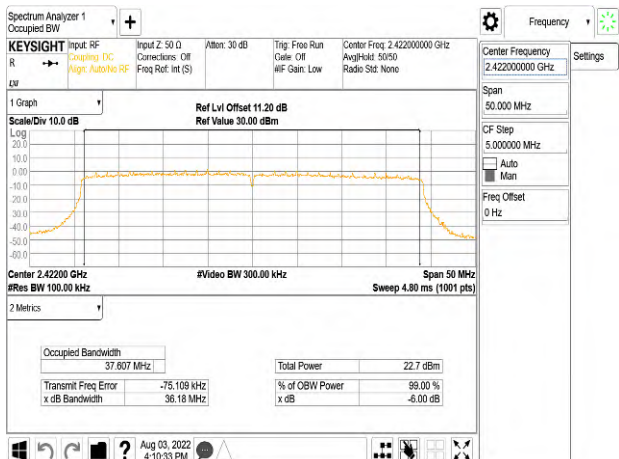 Spectrum Analyzer 1
Occupied BW
+
Frequency
KEYSIGHT
R
Input: RF
Coupling: DC
Align: Auto/No RF
Input Z: 50 Ω
Corrections: Off
Freq Ref: Int (S)
Atten: 30 dB
Trig: Free Run
Gate: Off
#IF Gain: Low
Center Freq: 2.422000000 GHz
Avg|Hold: 50/50
Radio Std: None
Center Frequency
2.422000000 GHz
Settings
Span
50.000 MHz
CF Step
5.000000 MHz
Auto
Man
Freq Offset
0 Hz
1 Graph
Scale/Div 10.0 dB
Ref Lvl Offset 11.20 dB
Ref Value 30.00 dBm
Log
20.0
10.0
0.00
-10.0
-20.0
-30.0
-40.0
-50.0
-60.0
Center 2.42200 GHz
#Video BW 300.00 kHz
Span 50 MHz
#Res BW 100.00 kHz
Sweep 4.80 ms (1001 pts)
2 Metrics
Occupied Bandwidth
37.607 MHz
Total Power 22.7 dBm
Transmit Freq Error -75.109 kHz
% of OBW Power 99.00 %
x dB Bandwidth 36.18 MHz
x dB -6.00 dB
?
Aug 03, 2022
4:10:33 PM